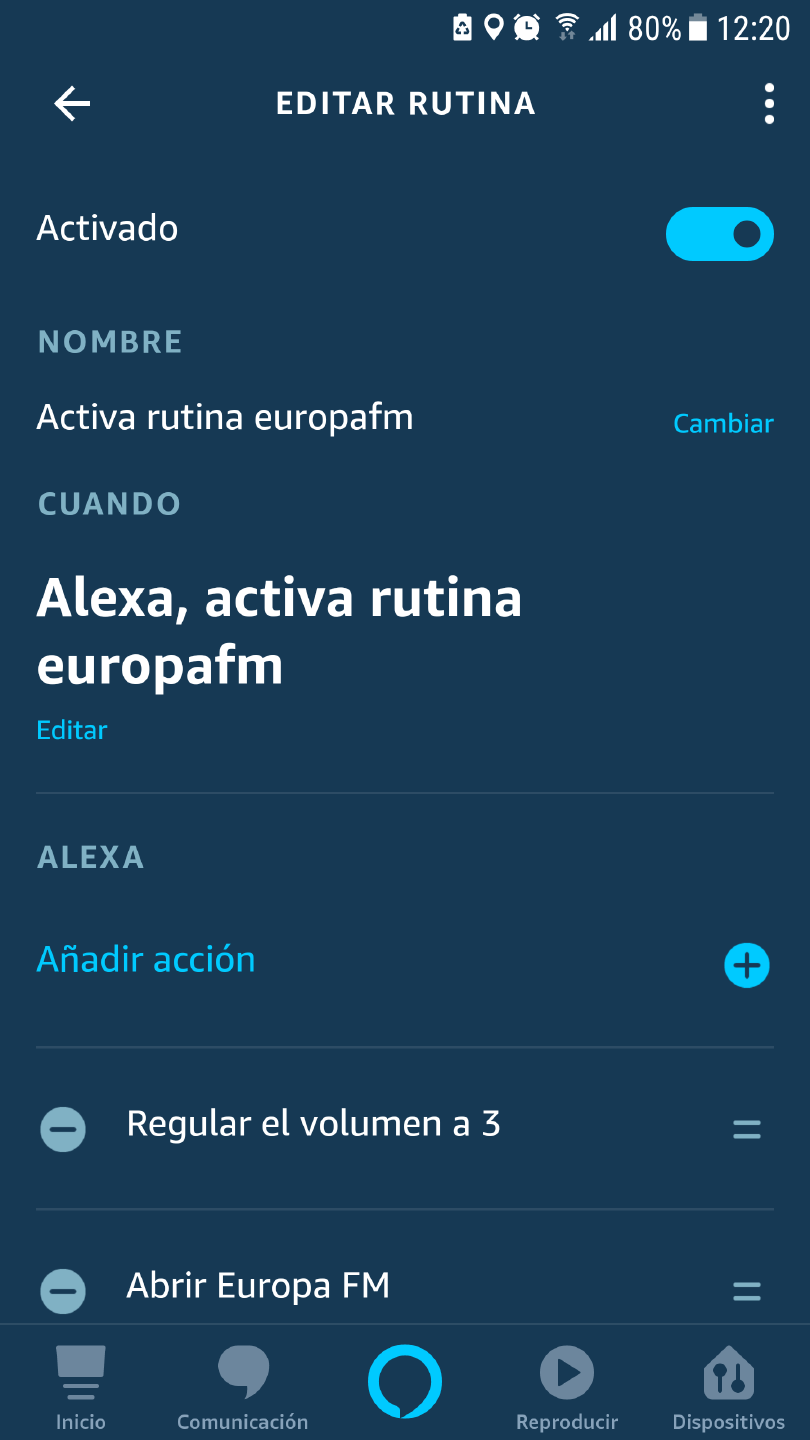 80% 12:20
EDITAR RUTINA
Activado
NOMBRE
Activa rutina europafm
Cambiar
CUANDO
Alexa, activa rutina
europafm
Editar
ALEXA
Añadir acción
Regular el volumen a 3
Abrir Europa FM
Inicio
Comunicación
Reproducir
Dispositivos